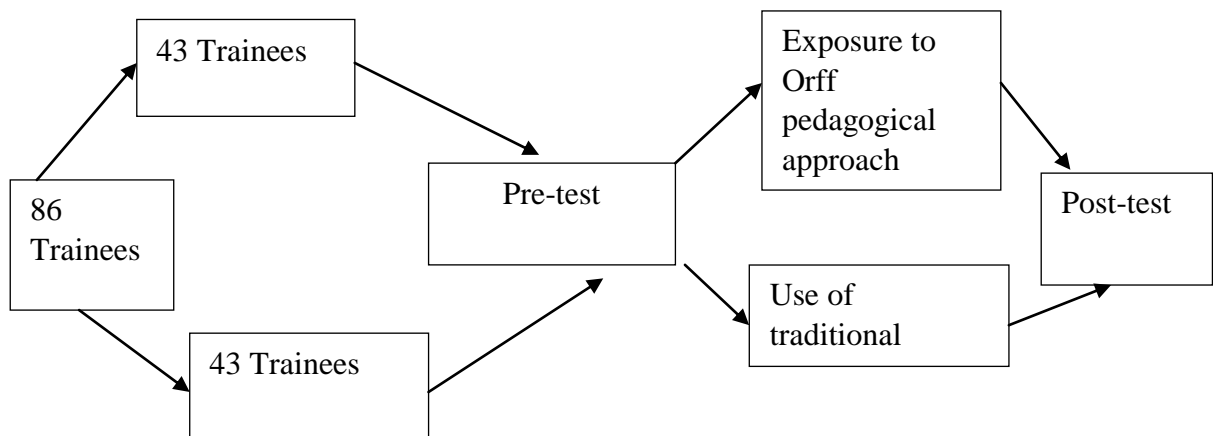 43 Trainees
86
Trainees
43 Trainees
Pre-test
Exposure to
Orff
pedagogical
approach
Use of
traditional
Post-test